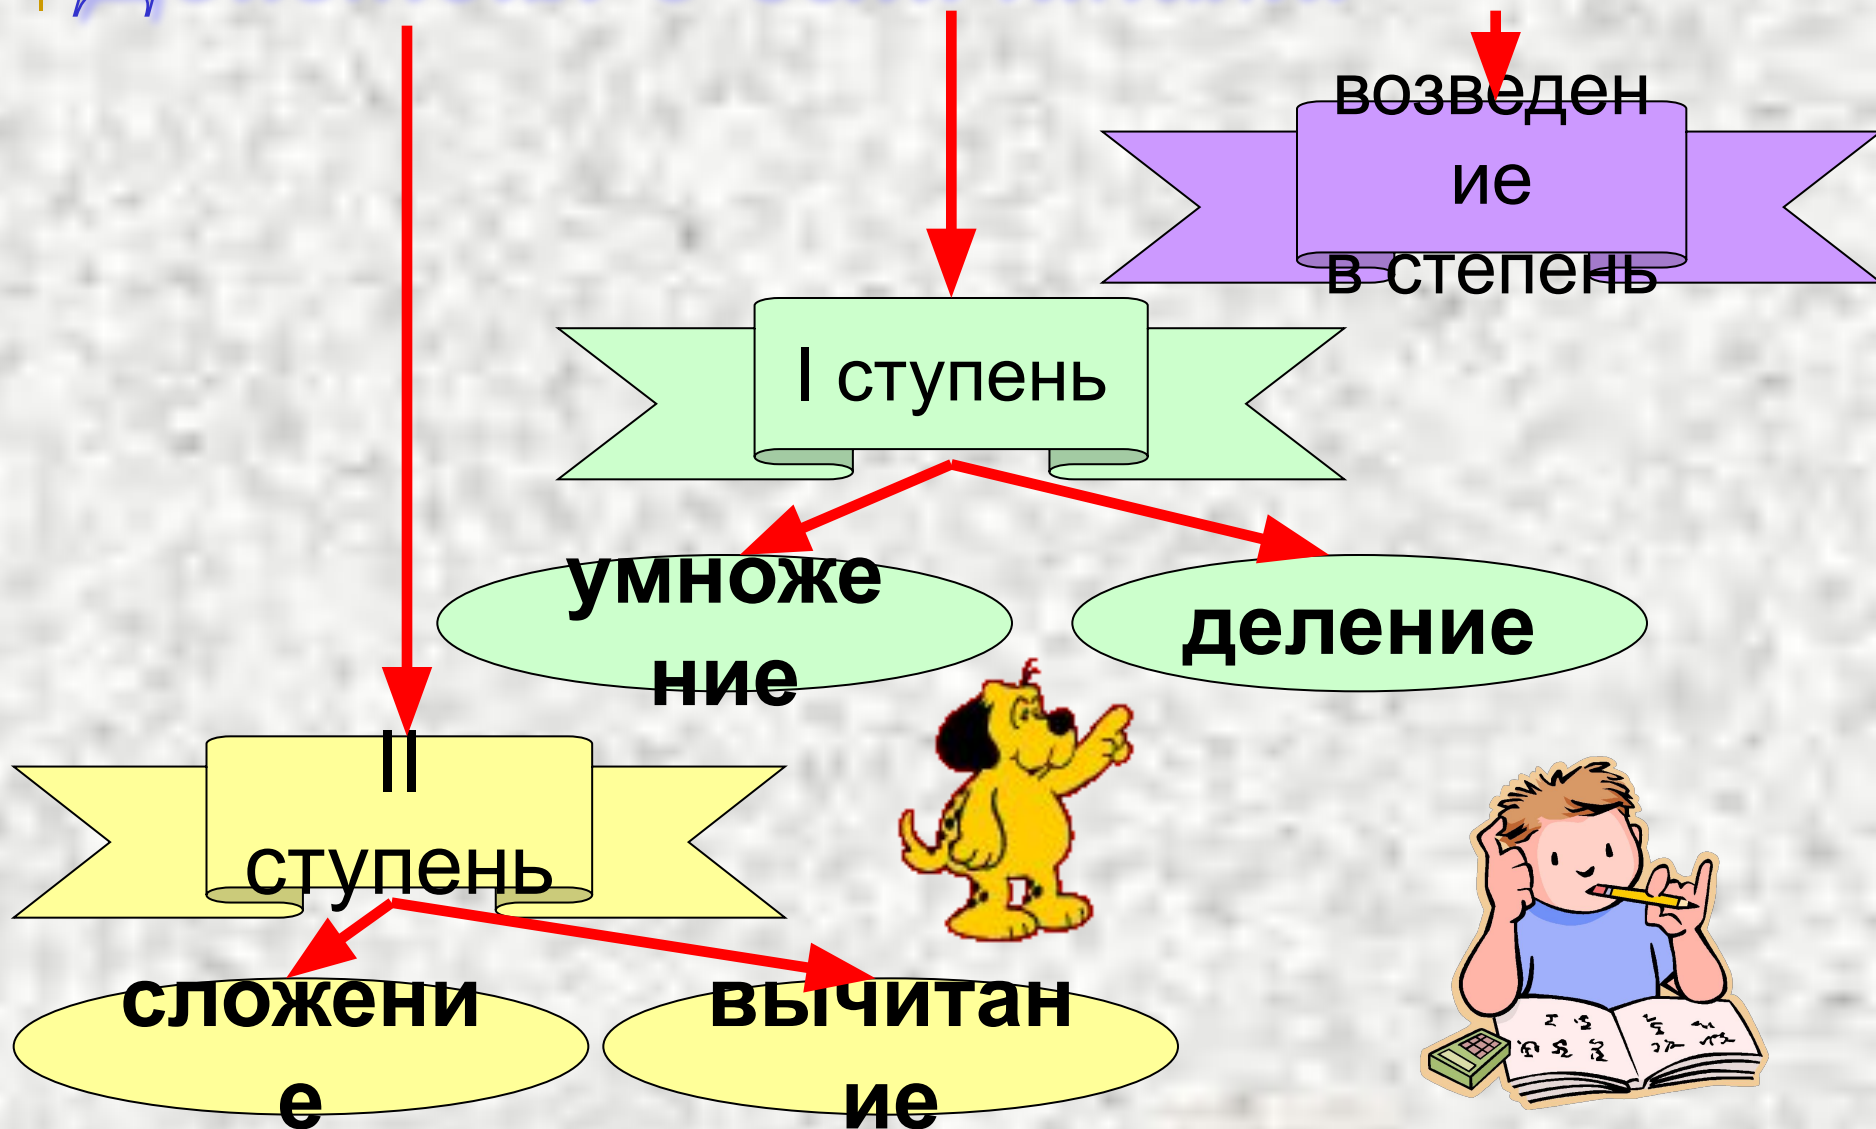 возведен
ие
в степень
I ступень
умноже
ние
деление
II
ступень
сложени
е
вычитан
ие